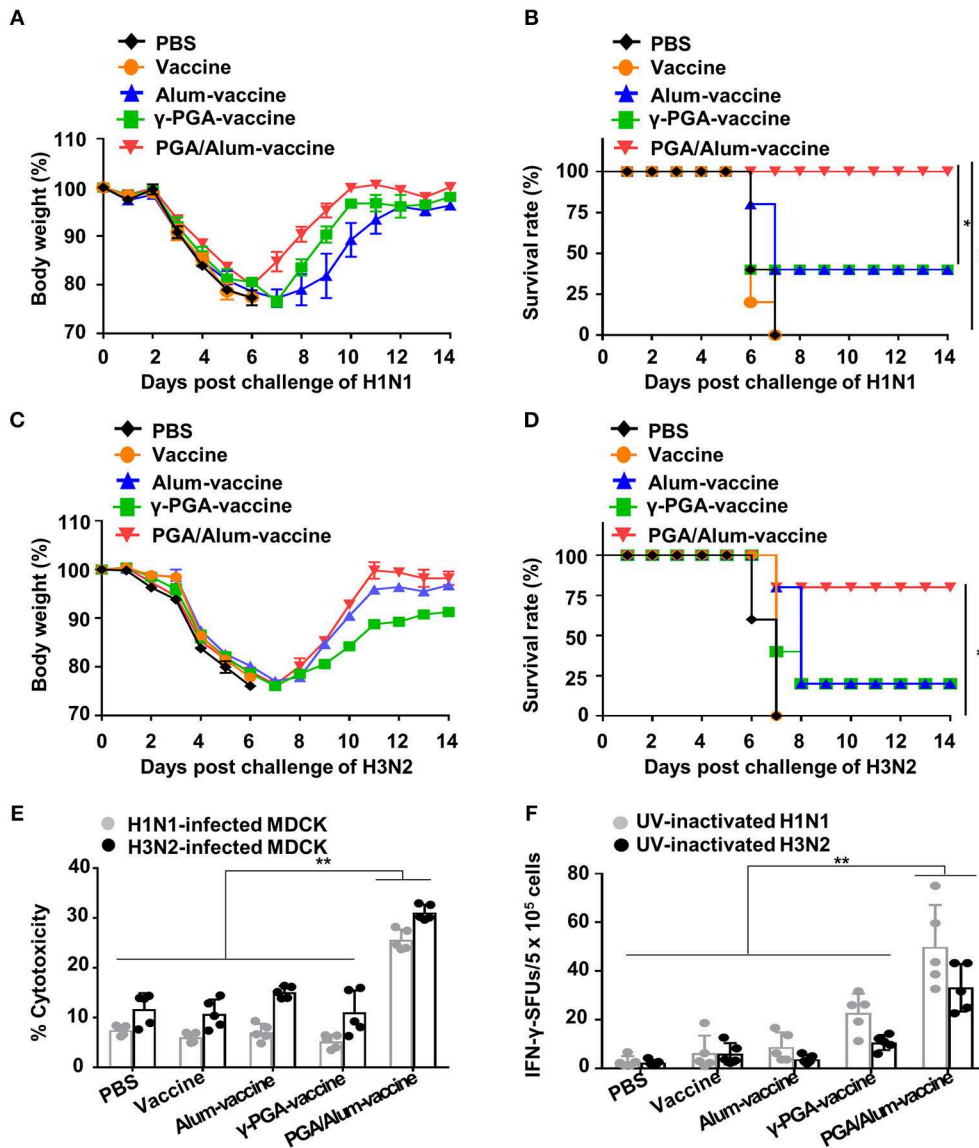 A
PBS
Vaccine
Alum-vaccine
γ-PGA-vaccine
PGA/Alum-vaccine
Body weight (%)
110
100
90
80
70
0 2 4 6 8 10 12 14
Days post challenge of H1N1
B
PBS
Vaccine
Alum-vaccine
γ-PGA-vaccine
PGA/Alum-vaccine
Survival rate (%)
100
75
50
25
0
0 2 4 6 8 10 12 14
Days post challenge of H1N1
*
C
PBS
Vaccine
Alum-vaccine
γ-PGA-vaccine
PGA/Alum-vaccine
Body weight (%)
110
100
90
80
70
0 2 4 6 8 10 12 14
Days post challenge of H3N2
D
PBS
Vaccine
Alum-vaccine
γ-PGA-vaccine
PGA/Alum-vaccine
Survival rate (%)
100
75
50
25
0
0 2 4 6 8 10 12 14
Days post challenge of H3N2
*
E
H1N1-infected MDCK
H3N2-infected MDCK
**
% Cytotoxicity
40
30
20
10
0
PBS
Vaccine
Alum-vaccine
γ-PGA-vaccine
PGA/Alum-vaccine
F
UV-inactivated H1N1
UV-inactivated H3N2
**
IFN-γ-SFUs/5 x 10⁵ cells
80
60
40
20
0
PBS
Vaccine
Alum-vaccine
γ-PGA-vaccine
PGA/Alum-vaccine